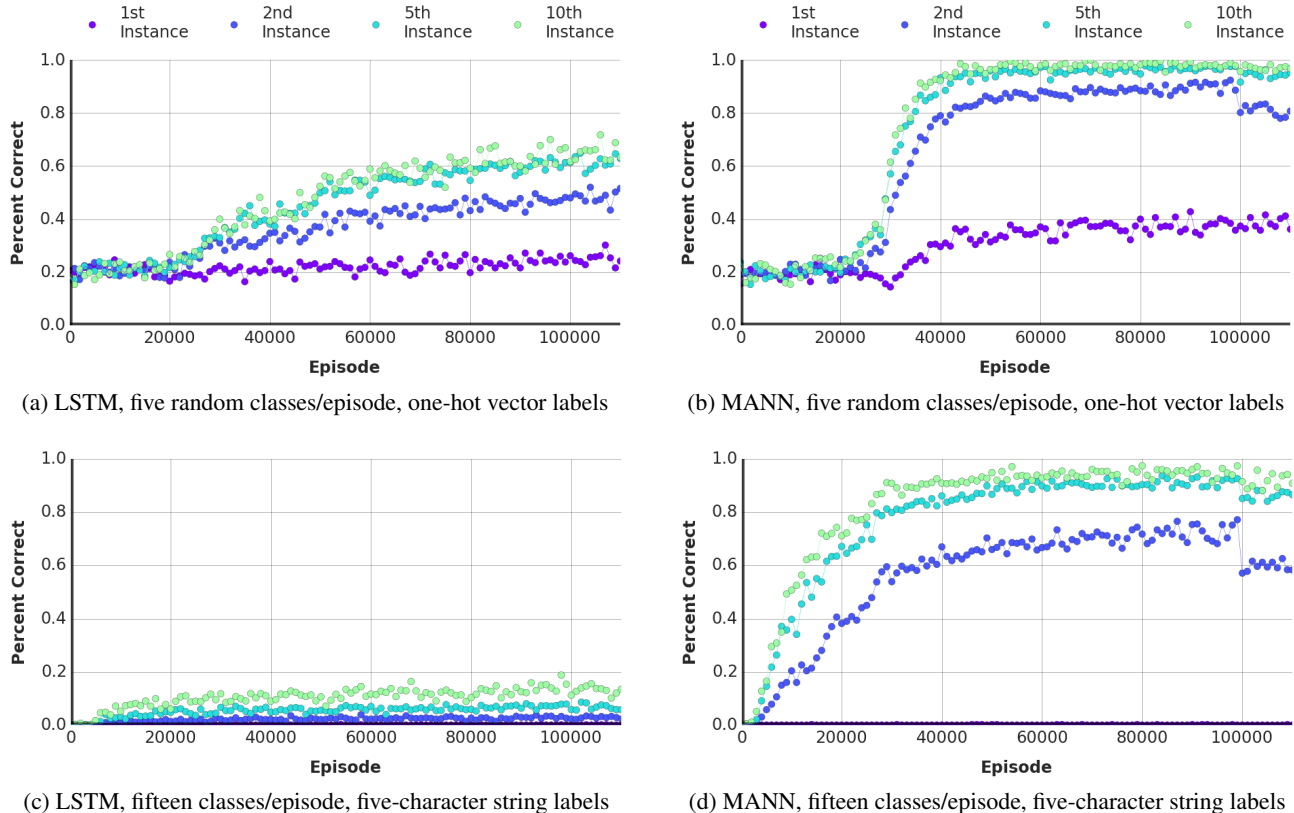 1st Instance
2nd Instance
5th Instance
10th Instance
1st Instance
2nd Instance
5th Instance
10th Instance
Percent Correct
1.0
0.8
0.6
0.4
0.2
0.0
0
20000
40000
60000
80000
100000
Episode
(a) LSTM, five random classes/episode, one-hot vector labels
Percent Correct
1.0
0.8
0.6
0.4
0.2
0.0
0
20000
40000
60000
80000
100000
Episode
(b) MANN, five random classes/episode, one-hot vector labels
Percent Correct
1.0
0.8
0.6
0.4
0.2
0.0
0
20000
40000
60000
80000
100000
Episode
(c) LSTM, fifteen classes/episode, five-character string labels
Percent Correct
1.0
0.8
0.6
0.4
0.2
0.0
0
20000
40000
60000
80000
100000
Episode
(d) MANN, fifteen classes/episode, five-character string labels